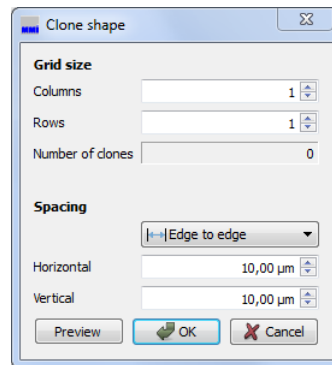 MMI Clone shape
Grid size
Columns 1
Rows 1
Number of clones 0
Spacing
Edge to edge
Horizontal 10,00 µm
Vertical 10,00 µm
Preview OK Cancel